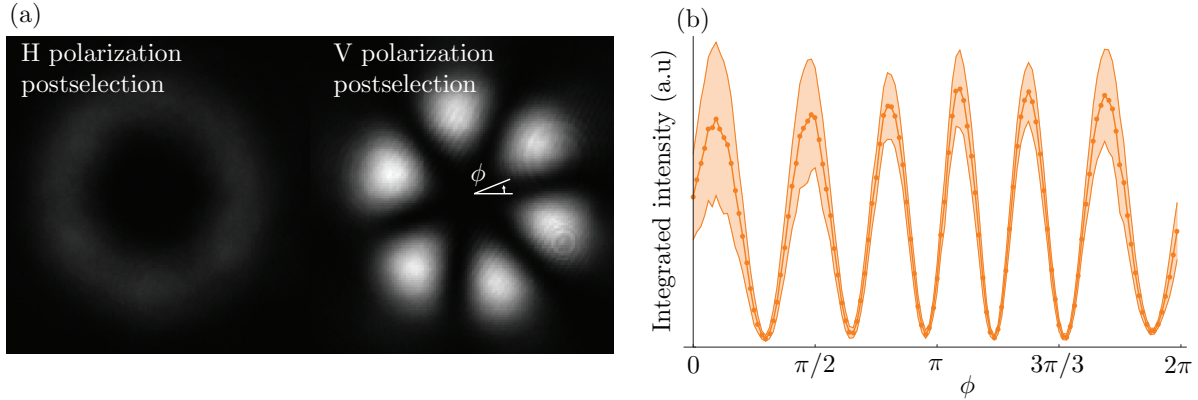 (a)
H polarization
postselection
V polarization
postselection
ϕ
(b)
Integrated intensity (a.u)
0
π/2
π
3π/3
2π
ϕ